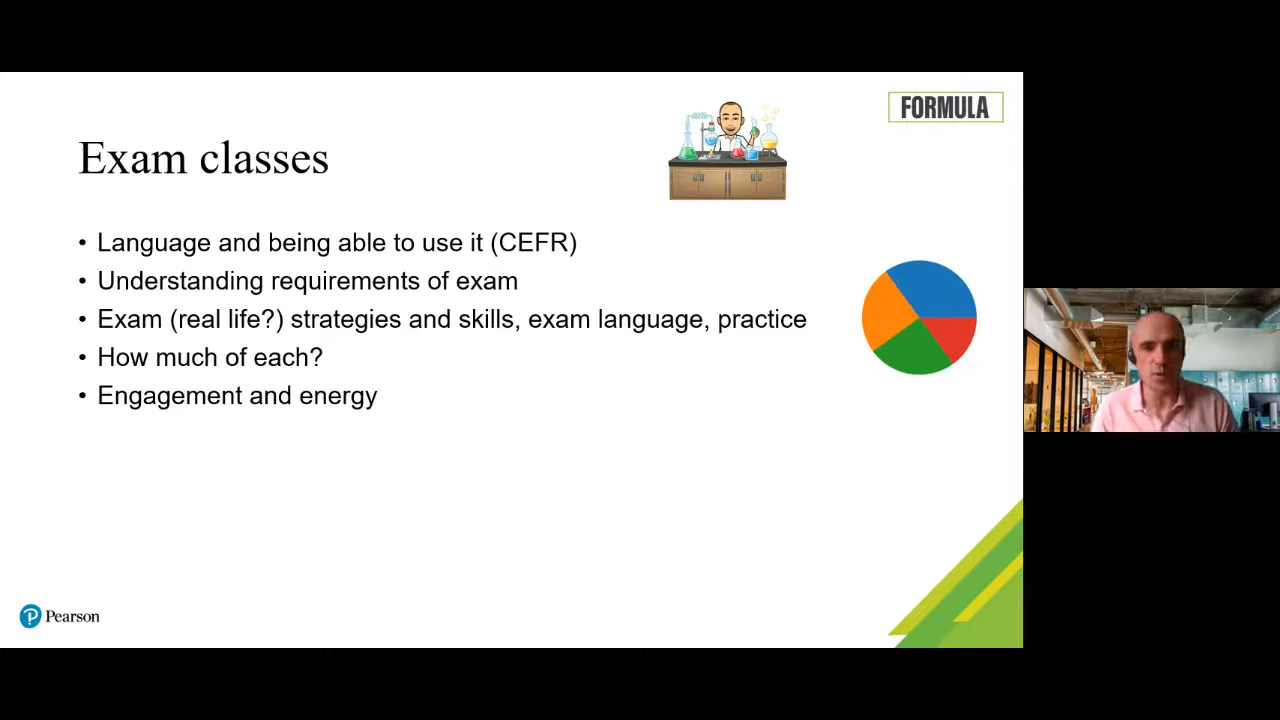 FORMULA
Exam classes
• Language and being able to use it (CEFR)
• Understanding requirements of exam
• Exam (real life?) strategies and skills, exam language, practice
• How much of each?
• Engagement and energy
Pearson